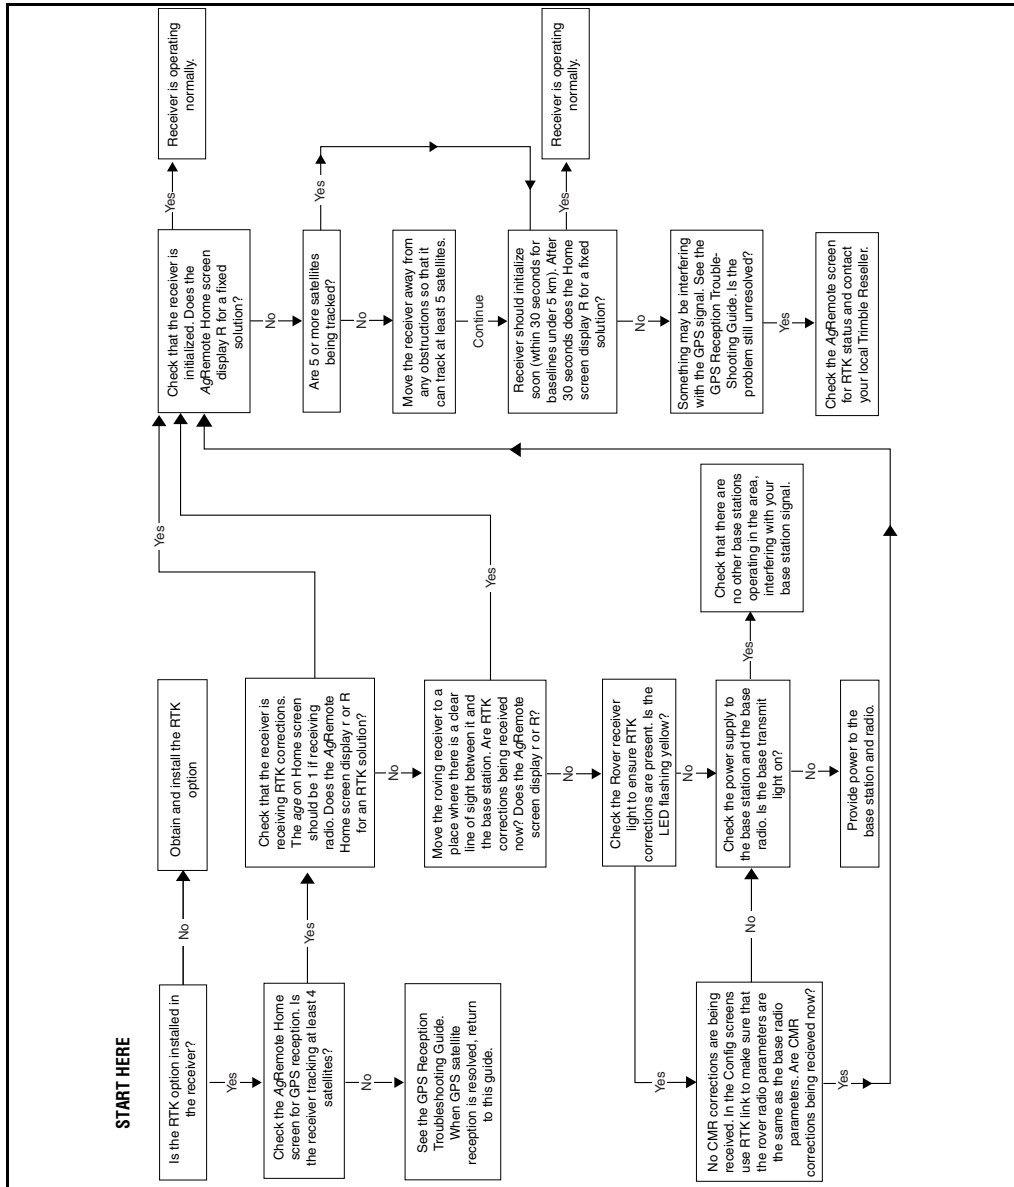 START HERE
Is the RTK option installed in
the receiver?
No
Obtain and install the RTK
option
Yes
Check the AgRemote Home
screen for GPS reception. Is
the receiver tracking at least 4
satellites?
No
See the GPS Reception
Troubleshooting Guide.
When GPS satellite
reception is resolved, return
to this guide.
Yes
Check that the receiver is
receiving RTK corrections.
The age on Home screen
should be 1 if receiving
radio. Does the AgRemote
Home screen display r or R
for an RTK solution?
Yes
No
Move the roving receiver to a
place where there is a clear
line of sight between it and
the base station. Are RTK
corrections being received
now? Does the AgRemote
screen display r or R?
Yes
No
Check the Rover receiver
light to ensure RTK
corrections are present. Is the
LED flashing yellow?
Yes
No
No CMR corrections are being
received. In the Config screens
use RTK link to make sure that
the rover radio parameters are
the same as the base radio
parameters. Are CMR
corrections being recieved now?
Yes
No
Check the power supply to
the base station and the base
radio. Is the base transmit
light on?
Yes
Check that there are
no other base stations
operating in the area,
interfering with your
base station signal.
No
Provide power to the
base station and radio.
Check that the receiver is
initialized. Does the
AgRemote Home screen
display R for a fixed
solution?
Yes
Receiver is operating
normally.
No
Are 5 or more satellites
being tracked?
Yes
No
Move the receiver away from
any obstructions so that it
can track at least 5 satellites.
Continue
Receiver should initialize
soon (wthin 30 seconds for
baselines under 5 km). After
30 seconds does the Home
screen display R for a fixed
solution?
Yes
Receiver is operating
normally.
No
Something may be interfering
with the GPS signal. See the
GPS Reception Trouble-
Shooting Guide. Is the
problem still unresolved?
Yes
Check the AgRemote screen
for RTK status and contact
your local Trimble Reseller.